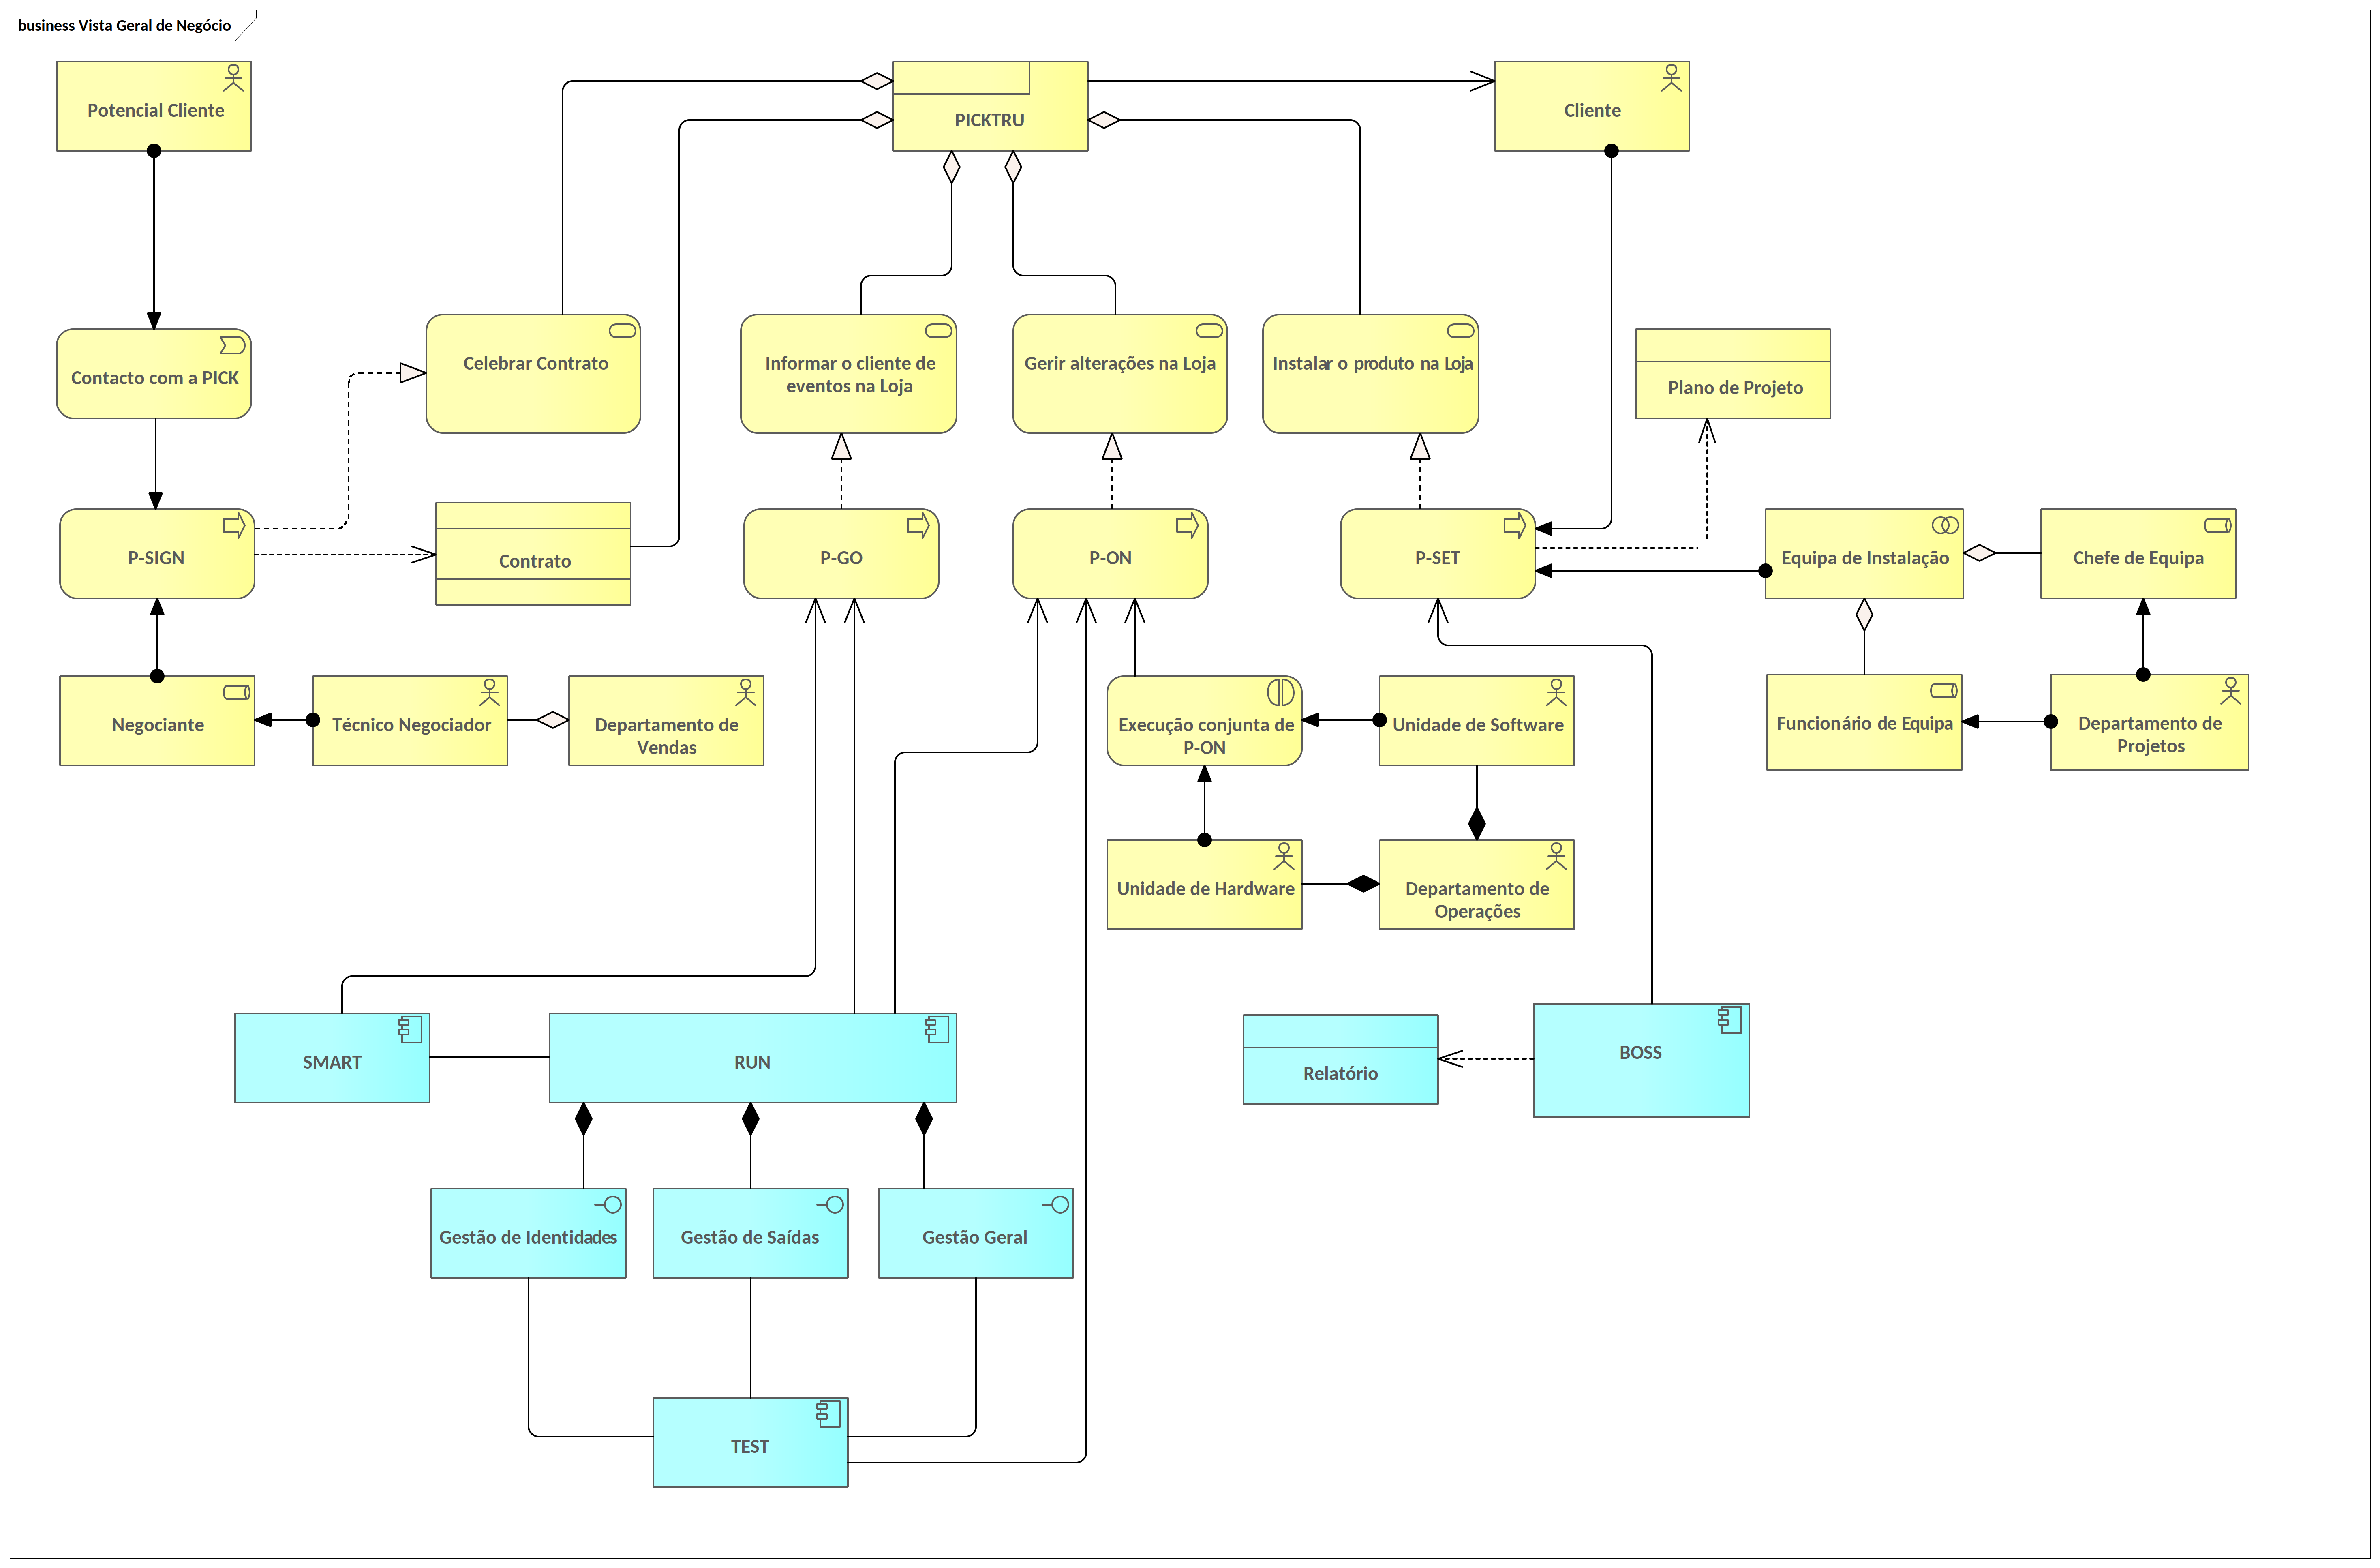 business Vista Geral de Negócio
Potencial Cliente
PICKTRU
Cliente
Contacto com a PICK
Celebrar Contrato
Informar o cliente de
eventos na Loja
Gerir alterações na Loja
Instalar o produto na Loja
Plano de Projeto
P-SIGN
Contrato
P-GO
P-ON
P-SET
Equipa de Instalação
Chefe de Equipa
Negociante
Técnico Negociador
Departamento de
Vendas
Execução conjunta de
P-ON
Unidade de Software
Funcionário de Equipa
Departamento de
Projetos
Unidade de Hardware
Departamento de
Operações
SMART
RUN
Relatório
BOSS
Gestão de Identidades
Gestão de Saídas
Gestão Geral
TEST